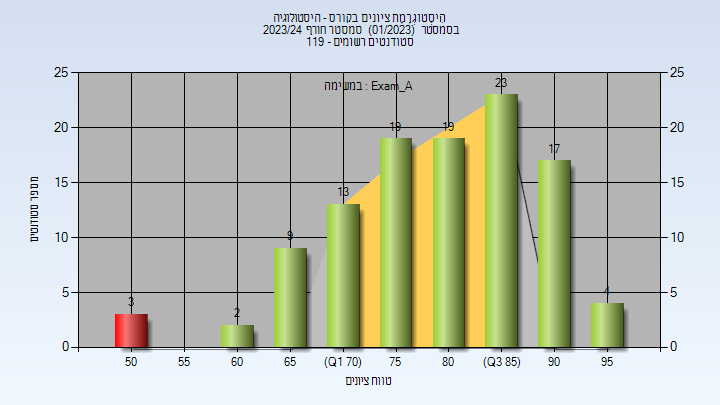 היסטוגרמת ציונים בקורס - היסטולוגיה
בסמסטר (01/2023) סמסטר חורף 2023/24
סטודנטים רשומים - 119
במשימה : Exam_A
25 25
20 20
15 15
10 10
5 5
0 0
3 2 9 13 19 19 23 17 4
50 55 60 65 (Q1 70) 75 80 (Q3 85) 90 95
מספר סטודנטים
טווח ציונים